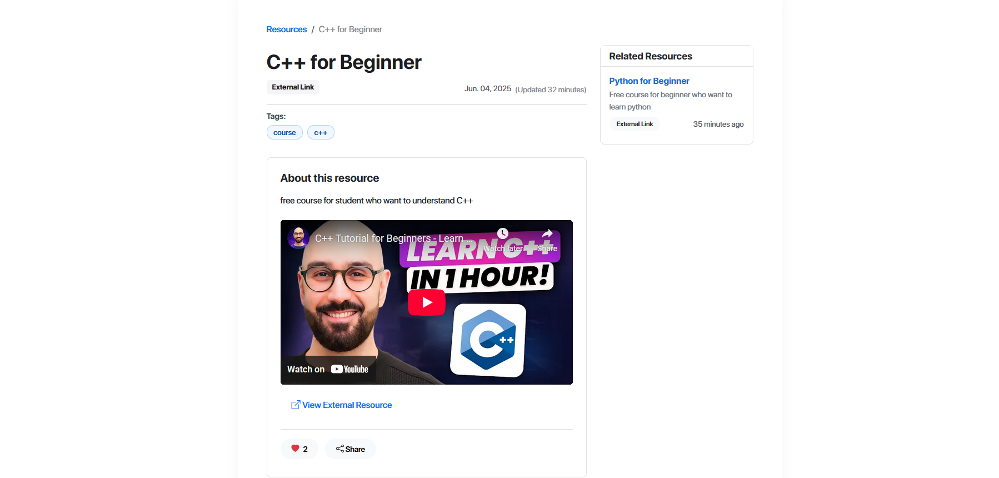 Resources / C++ for Beginner
C++ for Beginner
External Link
Jun. 04, 2025 (Updated 32 minutes)
Tags:
course c++
About this resource
free course for student who want to understand C++
C++ Tutorial for Beginners - Learn ...
Watch later
Share
LEARN C++
IN 1 HOUR!
C++
Watch on YouTube
View External Resource
2
Share
Related Resources
Python for Beginner
Free course for beginner who want to
learn python
External Link
35 minutes ago